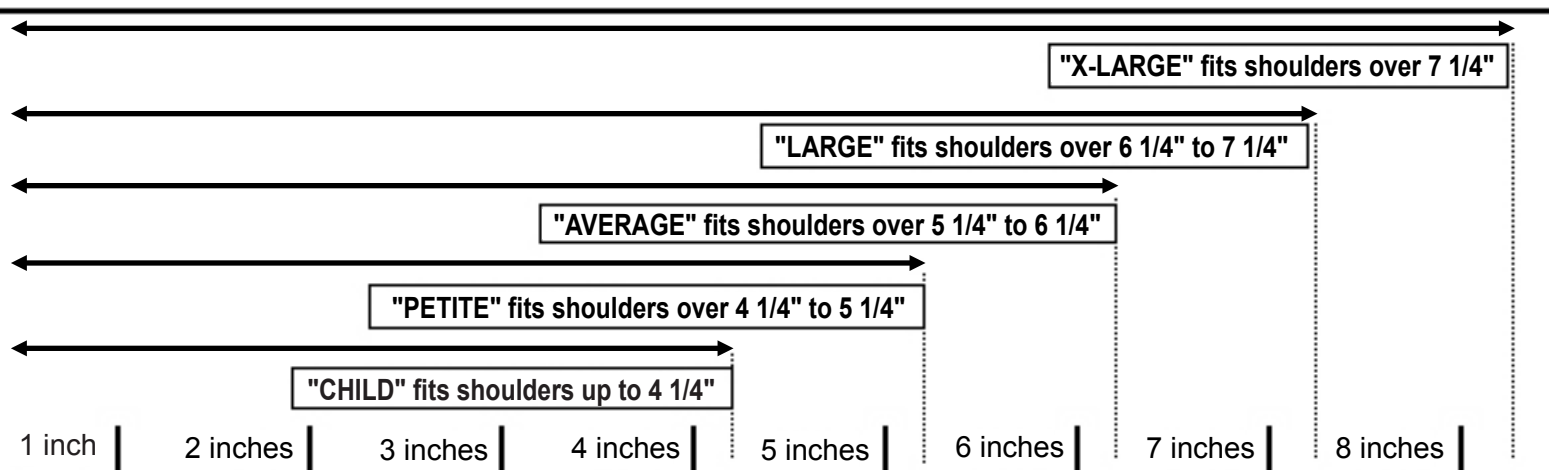 "X-LARGE" fits shoulders over 7 1/4"
"LARGE" fits shoulders over 6 1/4" to 7 1/4"
"AVERAGE" fits shoulders over 5 1/4" to 6 1/4"
"PETITE" fits shoulders over 4 1/4" to 5 1/4"
"CHILD" fits shoulders up to 4 1/4"
1 inch 2 inches 3 inches 4 inches 5 inches 6 inches 7 inches 8 inches